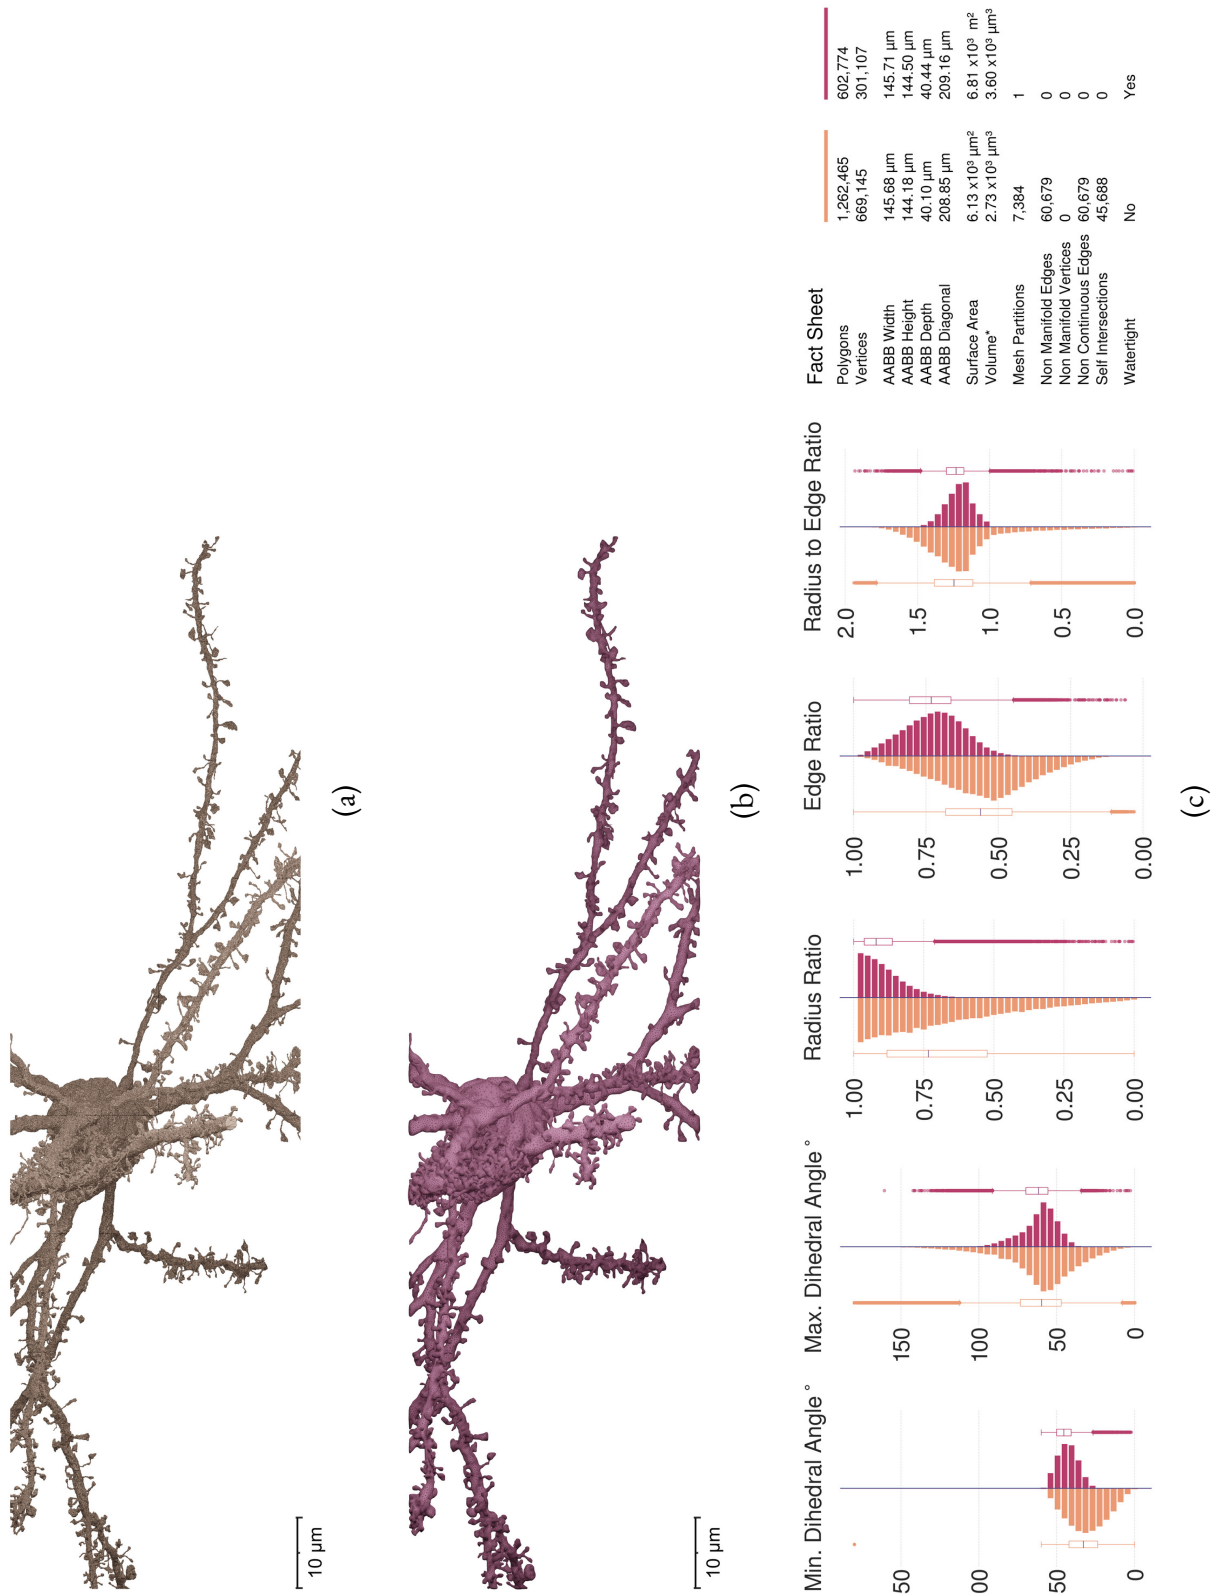 10 µm
(a)
10 µm
(b)
Min. Dihedral Angle °
150
100
50
0
Max. Dihedral Angle °
150
100
50
0
Radius Ratio
1.00
0.75
0.50
0.25
0.00
Edge Ratio
1.00
0.75
0.50
0.25
0.00
Radius to Edge Ratio
2.0
1.5
1.0
0.5
0.0
Fact Sheet
Polygons 1,262,465 602,774
Vertices 669,145 301,107
AABB Width 145.68 µm 145.71 µm
AABB Height 144.18 µm 144.50 µm
AABB Depth 40.10 µm 40.44 µm
AABB Diagonal 208.85 µm 209.16 µm
Surface Area 6.13 x10³ µm² 6.81 x10³ m²
Volume* 2.73 x10³ µm³ 3.60 x10³ µm³
Mesh Partitions 7,384 1
Non Manifold Edges 60,679 0
Non Manifold Vertices 0 0
Non Continuous Edges 60,679 0
Self Intersections 45,688 0
Watertight No Yes
(c)